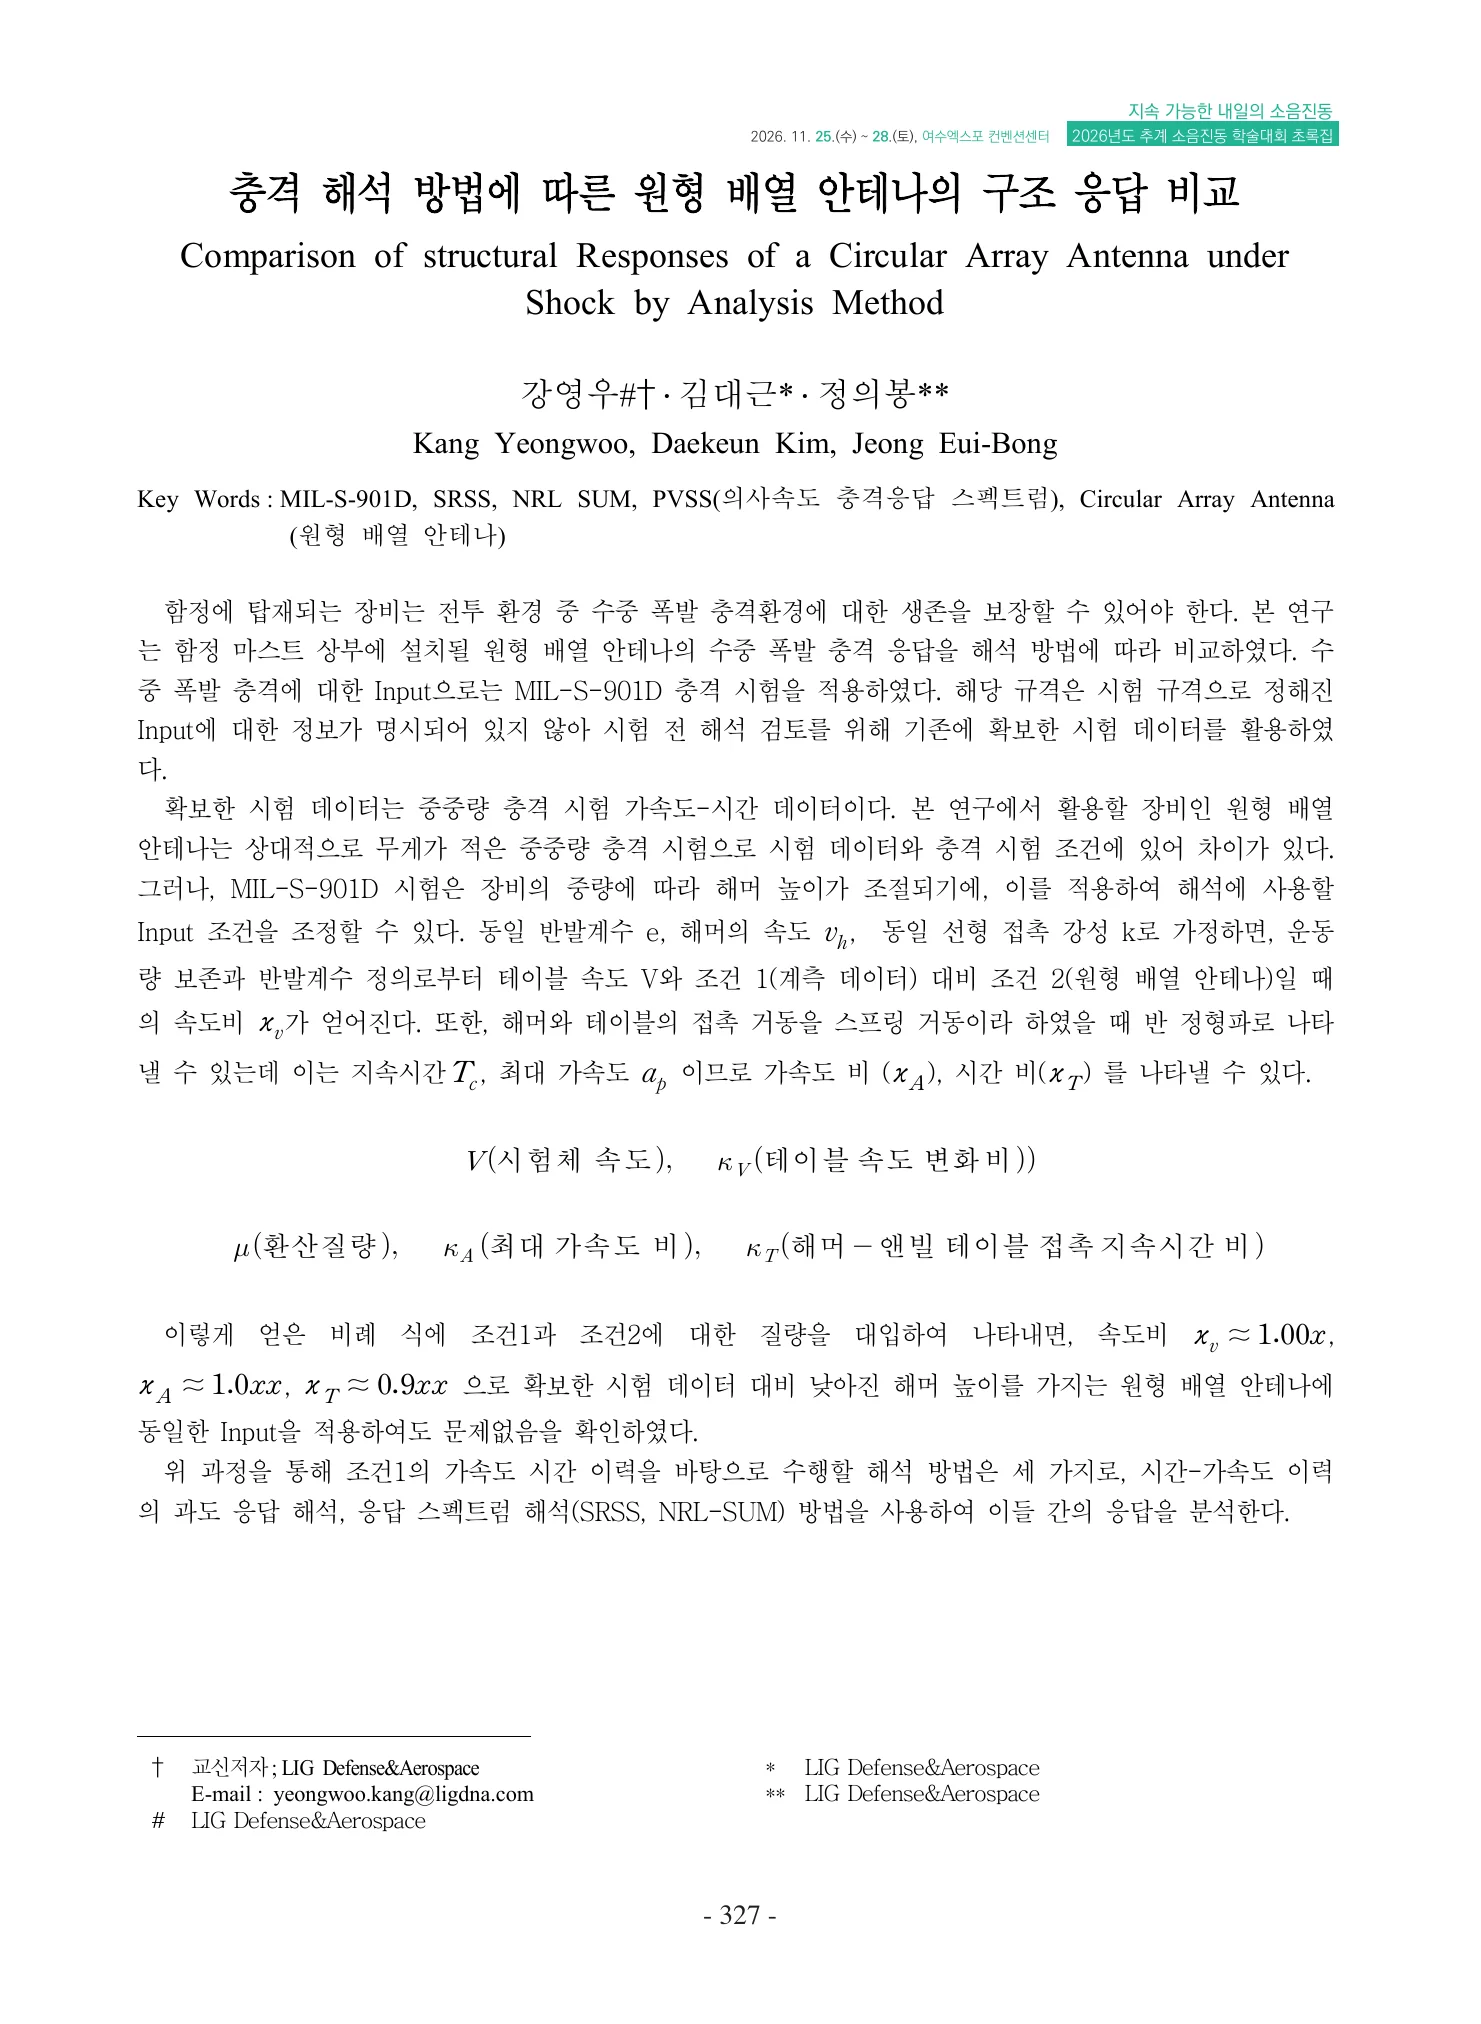 지속 가능한 내일의 소음진동
2026. 11. 25.(수) ~ 28.(토), 여수엑스포 컨벤션센터 2026년도 추계 소음진동 학술대회 초록집
충격 해석 방법에 따른 원형 배열 안테나의 구조 응답 비교
Comparison of structural Responses of a Circular Array Antenna under
Shock by Analysis Method
강영우#† · 김대근* · 정의봉**
Kang Yeongwoo, Daekeun Kim, Jeong Eui-Bong
Key Words : MIL-S-901D, SRSS, NRL SUM, PVSS(의사속도 충격응답 스펙트럼), Circular Array Antenna
(원형 배열 안테나)
함정에 탑재되는 장비는 전투 환경 중 수중 폭발 충격환경에 대한 생존을 보장할 수 있어야 한다. 본 연구
는 함정 마스트 상부에 설치될 원형 배열 안테나의 수중 폭발 충격 응답을 해석 방법에 따라 비교하였다. 수
중 폭발 충격에 대한 Input으로는 MIL-S-901D 충격 시험을 적용하였다. 해당 규격은 시험 규격으로 정해진
Input에 대한 정보가 명시되어 있지 않아 시험 전 해석 검토를 위해 기존에 확보한 시험 데이터를 활용하였
다.
확보한 시험 데이터는 중중량 충격 시험 가속도-시간 데이터이다. 본 연구에서 활용할 장비인 원형 배열
안테나는 상대적으로 무게가 적은 중중량 충격 시험으로 시험 데이터와 충격 시험 조건에 있어 차이가 있다.
그러나, MIL-S-901D 시험은 장비의 중량에 따라 해머 높이가 조절되기에, 이를 적용하여 해석에 사용할
Input 조건을 조정할 수 있다. 동일 반발계수 e, 해머의 속도 v_h, 동일 선형 접촉 강성 k로 가정하면, 운동
량 보존과 반발계수 정의로부터 테이블 속도 V와 조건 1(계측 데이터) 대비 조건 2(원형 배열 안테나)일 때
의 속도비 ϰ_v가 얻어진다. 또한, 해머와 테이블의 접촉 거동을 스프링 거동이라 하였을 때 반 정형파로 나타
낼 수 있는데 이는 지속시간 T_c, 최대 가속도 a_p 이므로 가속도 비 (ϰ_A), 시간 비(ϰ_T) 를 나타낼 수 있다.
V(시험체 속도), κ_V(테이블 속도 변화비))
μ(환산질량), κ_A(최대 가속도 비), κ_T(해머 − 앤빌 테이블 접촉 지속시간 비)
이렇게 얻은 비례 식에 조건1과 조건2에 대한 질량을 대입하여 나타내면, 속도비 ϰ_v ≈ 1.00x,
ϰ_A ≈ 1.0xx, ϰ_T ≈ 0.9xx 으로 확보한 시험 데이터 대비 낮아진 해머 높이를 가지는 원형 배열 안테나에
동일한 Input을 적용하여도 문제없음을 확인하였다.
위 과정을 통해 조건1의 가속도 시간 이력을 바탕으로 수행할 해석 방법은 세 가지로, 시간-가속도 이력
의 과도 응답 해석, 응답 스펙트럼 해석(SRSS, NRL-SUM) 방법을 사용하여 이들 간의 응답을 분석한다.
† 교신저자; LIG Defense&Aerospace
E-mail : yeongwoo.kang@ligdna.com
# LIG Defense&Aerospace
* LIG Defense&Aerospace
** LIG Defense&Aerospace
- 327 -